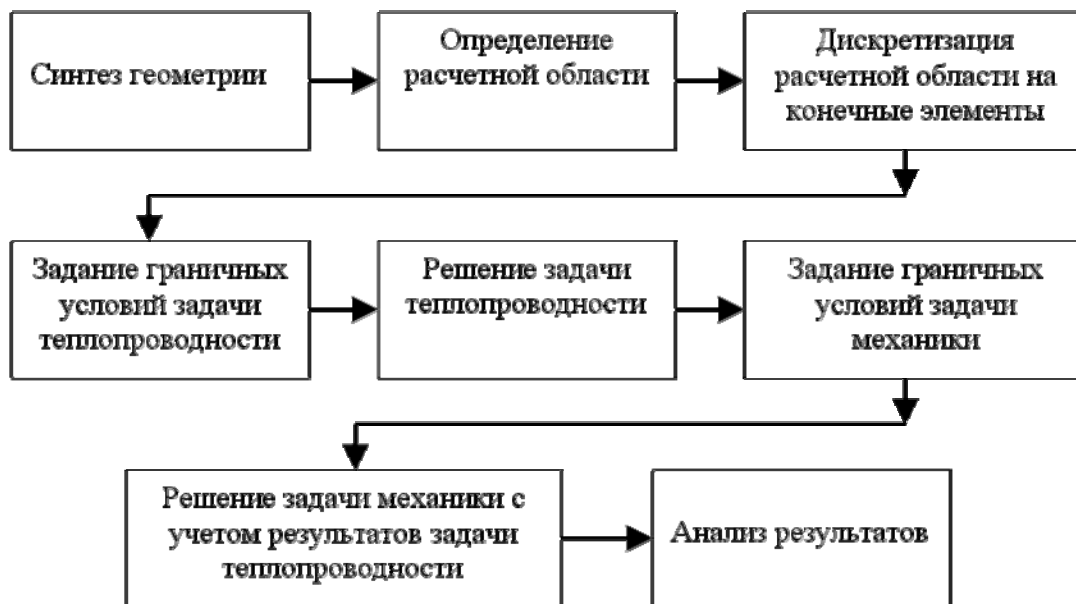 Синтез геометрии
Определение
расчетной области
Дискретизация
расчетной области на
конечные элементы
Задание граничных
условий задачи
теплопроводности
Решение задачи
теплопроводности
Задание граничных
условий задачи
механики
Решение задачи механики с
учетом результатов задачи
теплопроводности
Анализ результатов